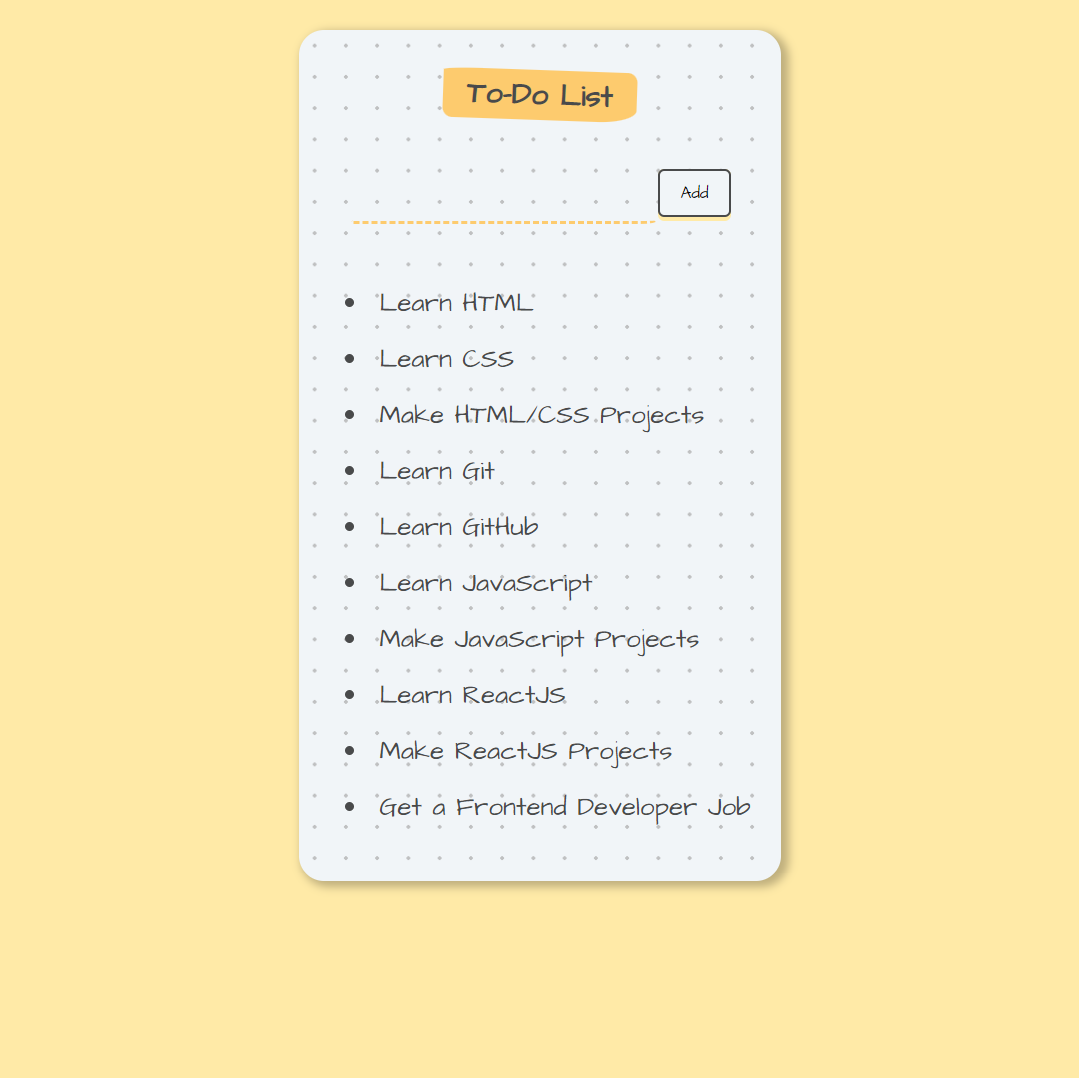 To-Do List
Add
Learn HTML
Learn CSS
Make HTML/CSS Projects
Learn Git
Learn GitHub
Learn JavaScript
Make JavaScript Projects
Learn ReactJS
Make ReactJS Projects
Get a Frontend Developer Job